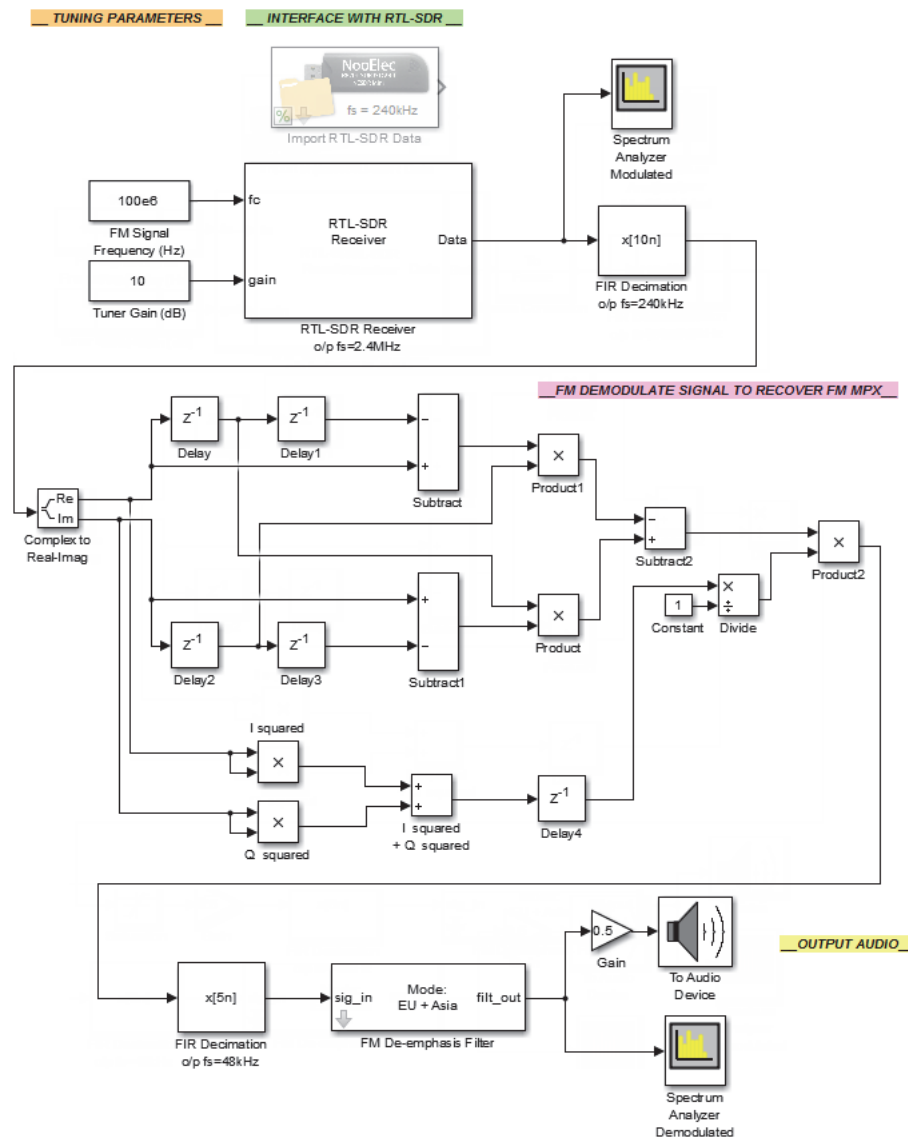 __ TUNING PARAMETERS __
__ INTERFACE WITH RTL-SDR __
NooElec
fs = 240kHz
%
Import RTL-SDR Data
Spectrum
Analyzer
Modulated
100e6
FM Signal
Frequency (Hz)
10
Tuner Gain (dB)
fc
gain
RTL-SDR
Receiver
Data
RTL-SDR Receiver
o/p fs=2.4MHz
x[10n]
FIR Decimation
o/p fs=240kHz
__FM DEMODULATE SIGNAL TO RECOVER FM MPX__
z-1
Delay
z-1
Delay1
−
+
Subtract
×
Product1
Re
Im
Complex to
Real-Imag
−
+
Subtract2
×
Product2
+
−
Subtract1
×
Product
1
Constant
×
÷
Divide
z-1
Delay2
z-1
Delay3
I squared
×
×
Q squared
+
+
I squared
+ Q squared
z-1
Delay4
0.5
Gain
To Audio
Device
__OUTPUT AUDIO__
x[5n]
FIR Decimation
o/p fs=48kHz
sig_in
Mode:
EU + Asia
filt_out
FM De-emphasis Filter
Spectrum
Analyzer
Demodulated